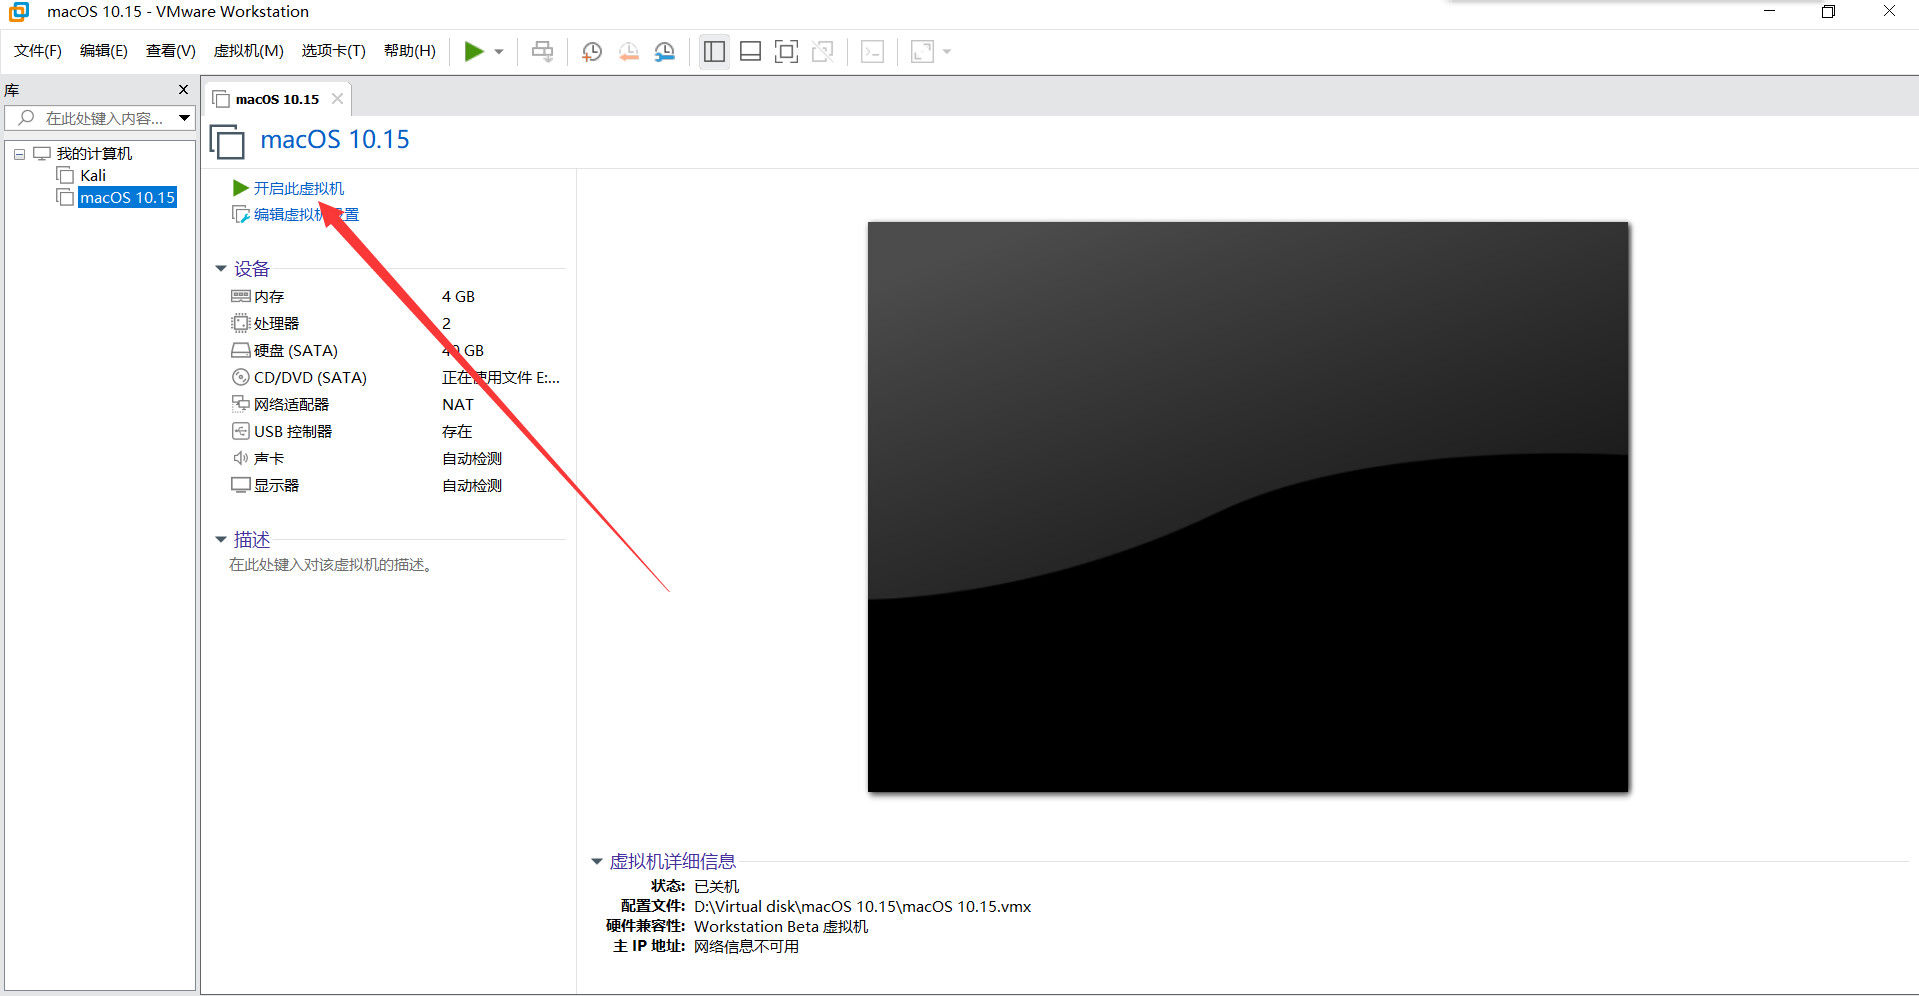 macOS 10.15 - VMware Workstation
文件(F) 编辑(E) 查看(V) 虚拟机(M) 选项卡(T) 帮助(H)
库
在此处键入内容...
我的计算机
Kali
macOS 10.15
macOS 10.15
macOS 10.15
开启此虚拟机
编辑虚拟机设置
设备
内存 4 GB
处理器 2
硬盘 (SATA) 40 GB
CD/DVD (SATA) 正在使用文件 E:...
网络适配器 NAT
USB 控制器 存在
声卡 自动检测
显示器 自动检测
描述
在此处键入对该虚拟机的描述。
虚拟机详细信息
状态: 已关机
配置文件: D:\Virtual disk\macOS 10.15\macOS 10.15.vmx
硬件兼容性: Workstation Beta 虚拟机
主 IP 地址: 网络信息不可用